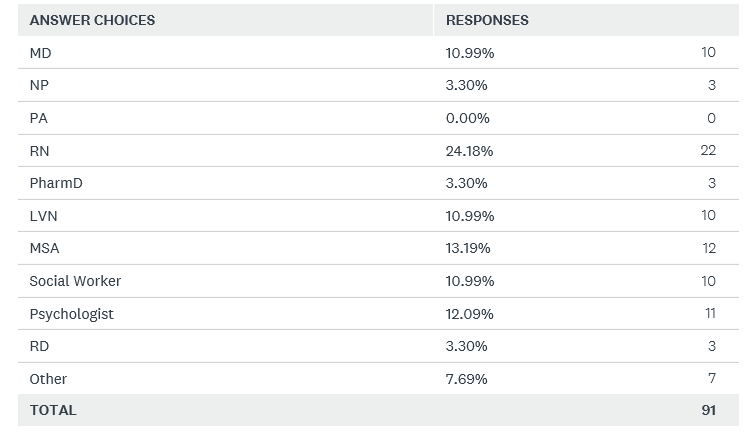 ANSWER CHOICES RESPONSES
MD 10.99% 10
NP 3.30% 3
PA 0.00% 0
RN 24.18% 22
PharmD 3.30% 3
LVN 10.99% 10
MSA 13.19% 12
Social Worker 10.99% 10
Psychologist 12.09% 11
RD 3.30% 3
Other 7.69% 7
TOTAL 91